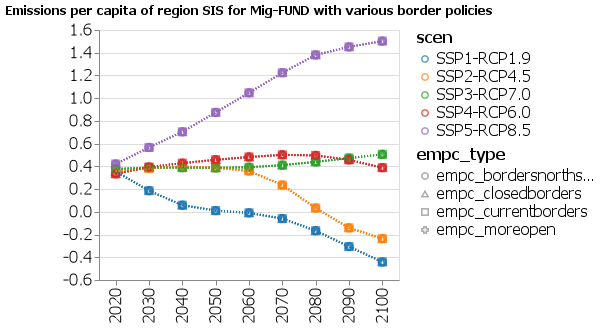 Emissions per capita of region SIS for Mig-FUND with various border policies
1.6
1.4
1.2
1.0
0.8
0.6
0.4
0.2
0.0
-0.2
-0.4
-0.6
2020
2030
2040
2050
2060
2070
2080
2090
2100
scen
SSP1-RCP1.9
SSP2-RCP4.5
SSP3-RCP7.0
SSP4-RCP6.0
SSP5-RCP8.5
empc_type
empc_bordersnorths...
empc_closedborders
empc_currentborders
empc_moreopen